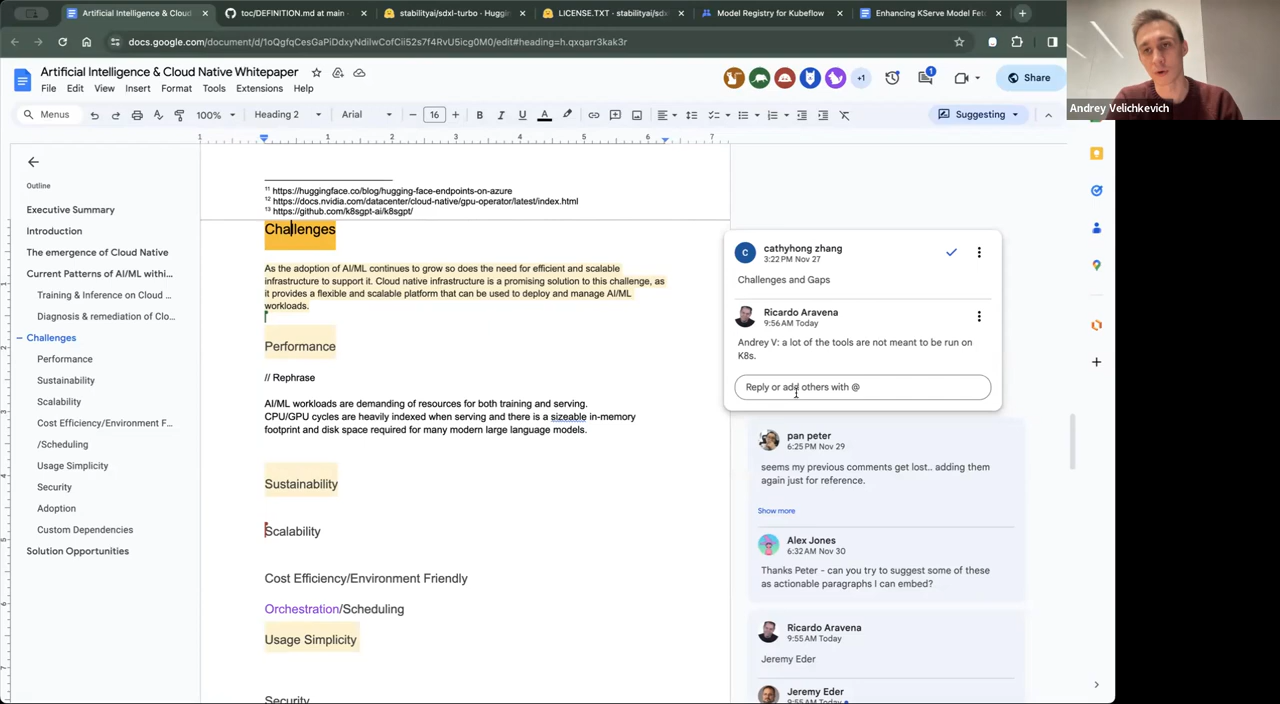 Artificial Intelligence & Cloud
toc/DEFINITION.md at main ·
stabilityai/sdxl-turbo · Hugg
LICENSE.TXT · stabilityai/sdx
Model Registry for Kubeflow
Enhancing KServe Model Fetc
Andrey Velichkevich
Artificial Intelligence & Cloud Native Whitepaper
+1
1
Share
File Edit View Insert Format Tools Extensions Help
Menus
100%
Heading 2
Arial
16
B I U A
Suggesting
1 1 2 3 4 5 6 7
Outline
Executive Summary
Introduction
The emergence of Cloud Native
Current Patterns of AI/ML withi...
Training & Inference on Cloud ...
Diagnosis & remediation of Clo...
Challenges
Performance
Sustainability
Scalability
Cost Efficiency/Environment F...
/Scheduling
Usage Simplicity
Security
Adoption
Custom Dependencies
Solution Opportunities
11 https://huggingface.co/blog/hugging-face-endpoints-on-azure
12 https://docs.nvidia.com/datacenter/cloud-native/gpu-operator/latest/index.html
13 https://github.com/k8sgpt-ai/k8sgpt/
Challenges
As the adoption of AI/ML continues to grow so does the need for efficient and scalable
infrastructure to support it. Cloud native infrastructure is a promising solution to this challenge, as
it provides a flexible and scalable platform that can be used to deploy and manage AI/ML
workloads.
Performance
// Rephrase
AI/ML workloads are demanding of resources for both training and serving.
CPU/GPU cycles are heavily indexed when serving and there is a sizeable in-memory
footprint and disk space required for many modern large language models.
Sustainability
Scalability
Cost Efficiency/Environment Friendly
Orchestration/Scheduling
Usage Simplicity
Security
C
cathyhong zhang
3:22 PM Nov 27
Challenges and Gaps
Ricardo Aravena
9:56 AM Today
Andrey V: a lot of the tools are not meant to be run on
K8s.
Reply or add others with @
pan peter
6:25 PM Nov 29
seems my previous comments get lost.. adding them
again just for reference.
Show more
Alex Jones
6:32 AM Nov 30
Thanks Peter - can you try to suggest some of these
as actionable paragraphs I can embed?
Ricardo Aravena
9:55 AM Today
Jeremy Eder
Jeremy Eder
9:55 AM Today